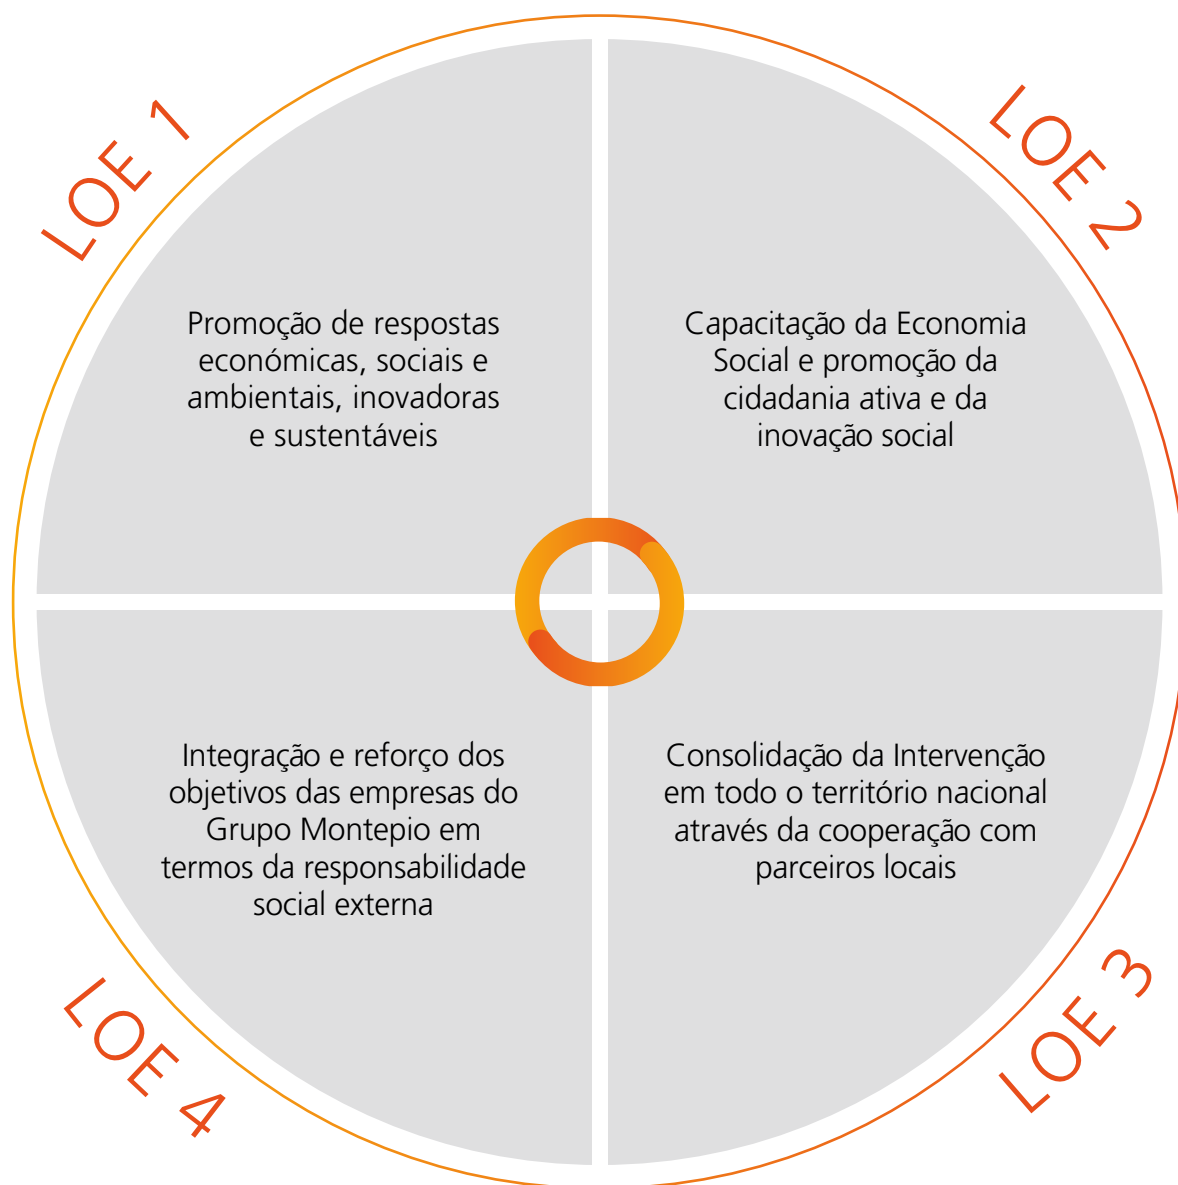 LOE 1
Promoção de respostas
económicas, sociais e
ambientais, inovadoras
e sustentáveis
LOE 2
Capacitação da Economia
Social e promoção da
cidadania ativa e da
inovação social
LOE 3
Consolidação da Intervenção
em todo o território nacional
através da cooperação com
parceiros locais
LOE 4
Integração e reforço dos
objetivos das empresas do
Grupo Montepio em
termos da responsabilidade
social externa